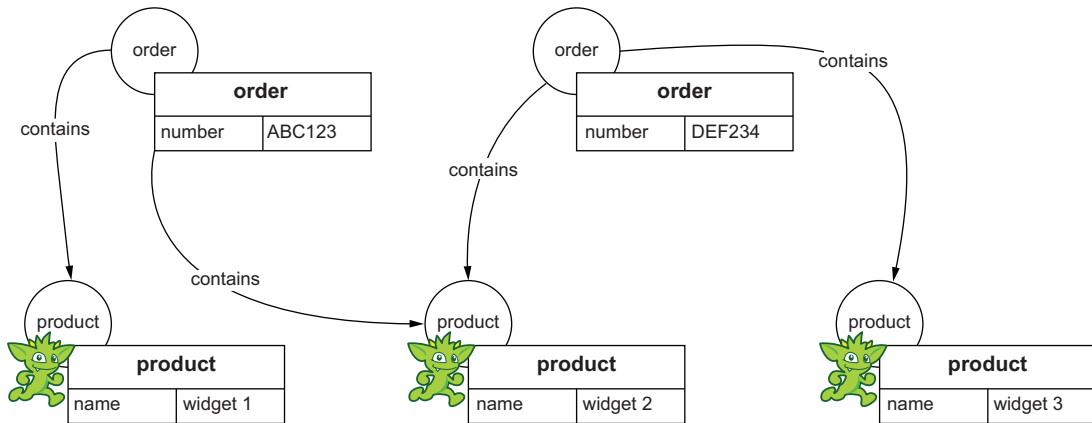 order
order
number ABC123
order
order
number DEF234
contains
contains
contains
contains
product
product
name widget 1
product
product
name widget 2
product
product
name widget 3